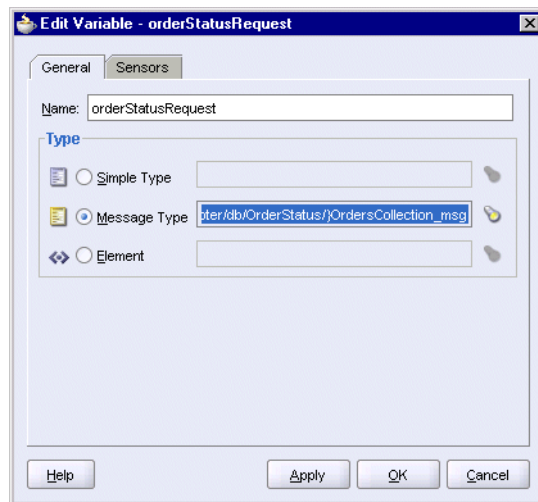 Edit Variable - orderStatusRequest
General Sensors
Name: orderStatusRequest
Type
Simple Type
Message Type pter/db/OrderStatus/}OrdersCollection_msg
Element
Help Apply OK Cancel